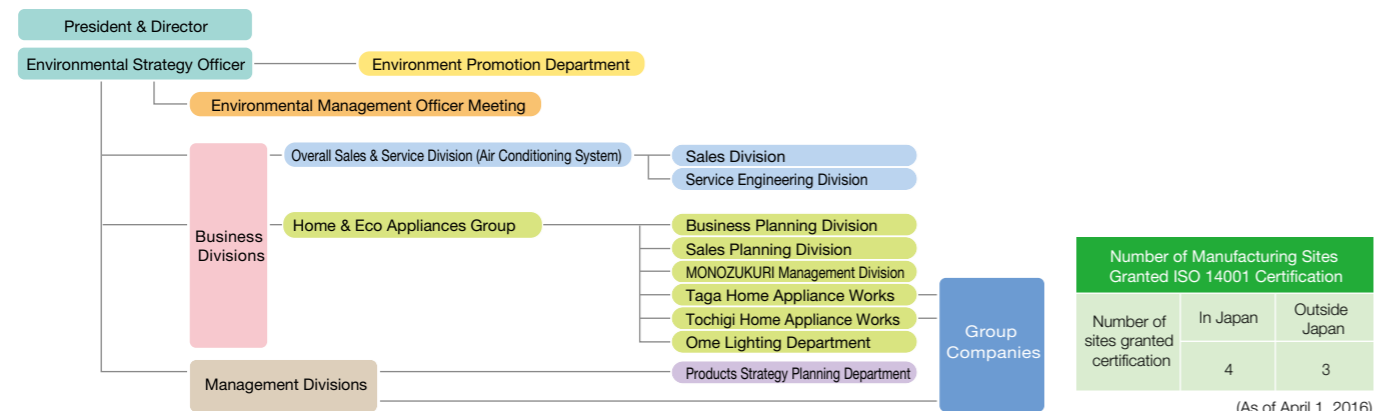 President & Director
Environmental Strategy Officer
Environment Promotion Department
Environmental Management Officer Meeting
Business
Divisions
Overall Sales & Service Division (Air Conditioning System)
Sales Division
Service Engineering Division
Home & Eco Appliances Group
Business Planning Division
Sales Planning Division
MONOZUKURI Management Division
Taga Home Appliance Works
Tochigi Home Appliance Works
Ome Lighting Department
Group
Companies
Management Divisions
Products Strategy Planning Department
Number of Manufacturing Sites
Granted ISO 14001 Certification
Number of
sites granted
certification
In Japan
Outside
Japan
4
3
(As of April 1, 2016)